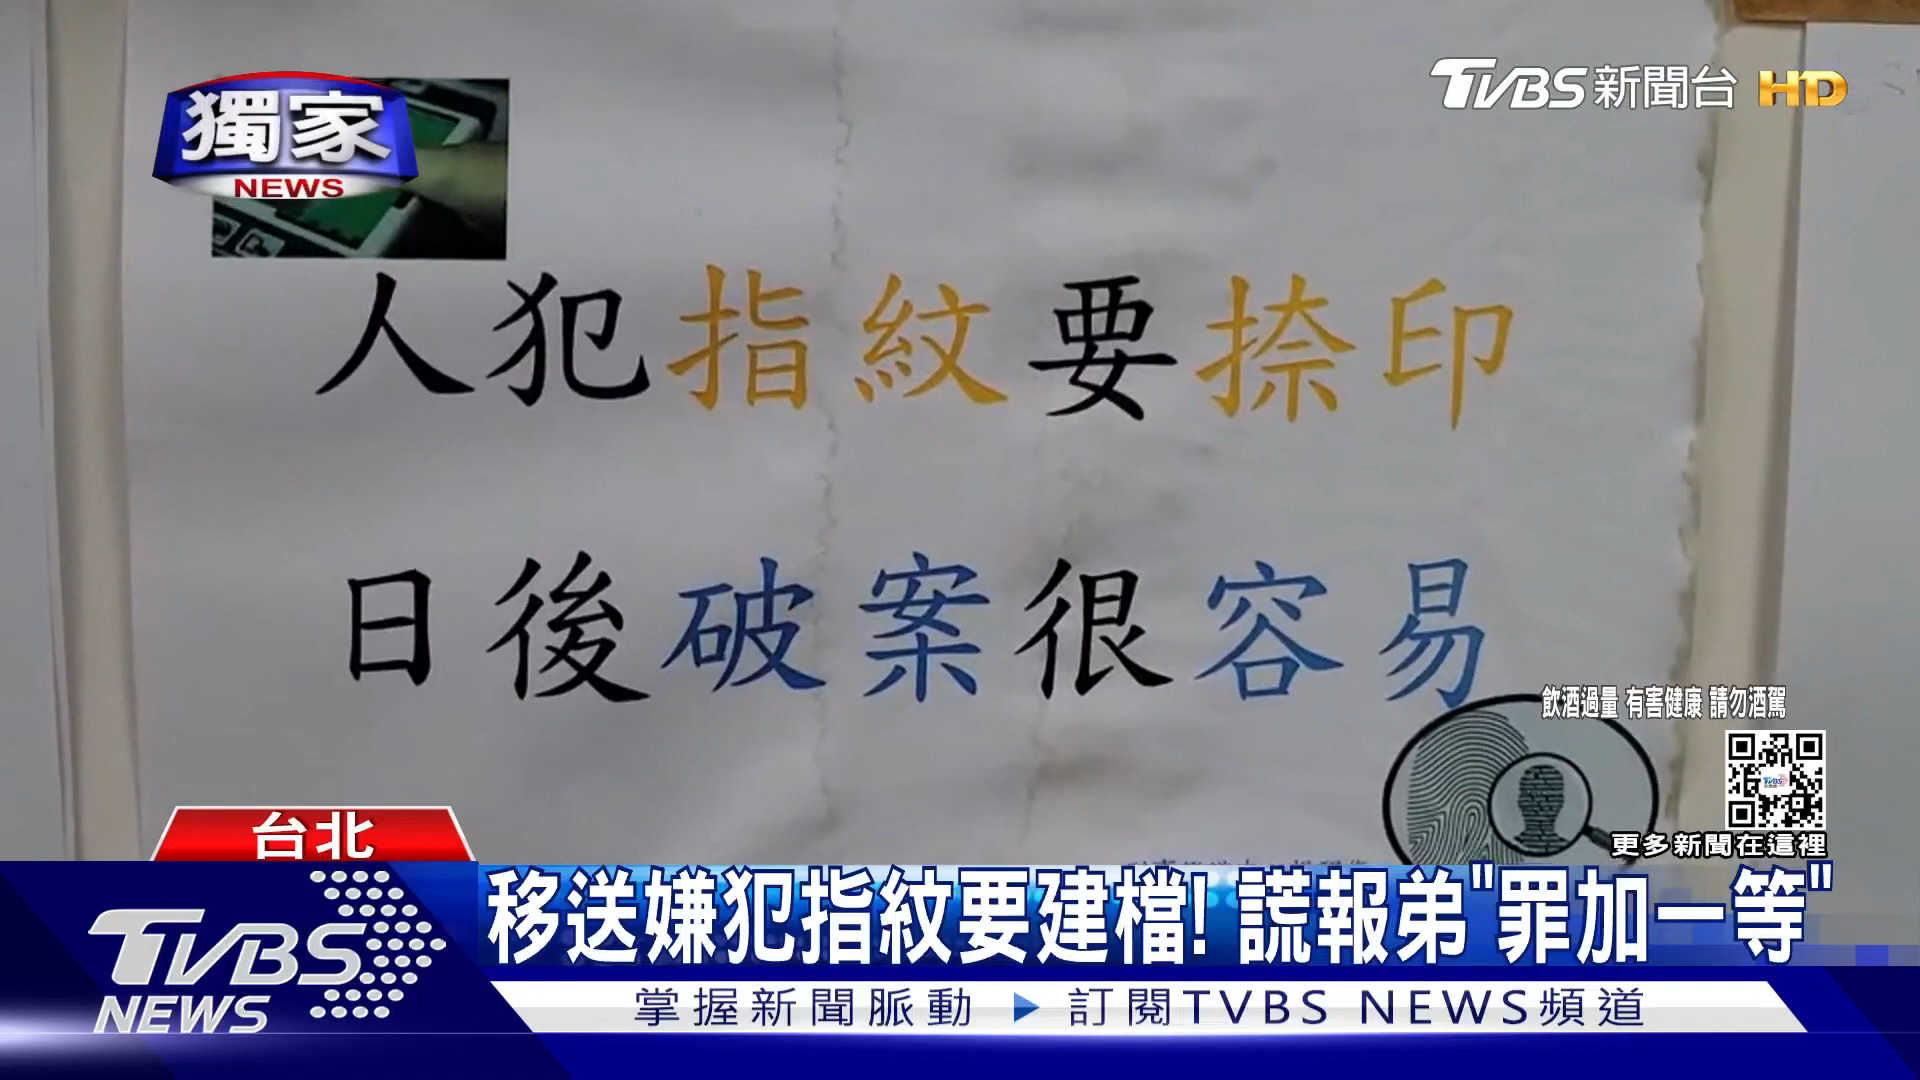 獨家
NEWS
TVBS新聞台 HD
人犯指紋要捺印
日後破案很容易
飲酒過量 有害健康 請勿酒駕
TVBS
更多新聞在這裡
台北
移送嫌犯指紋要建檔! 謊報弟"罪加一等"
TVBS
NEWS
掌握新聞脈動 ▶ 訂閱TVBS NEWS頻道